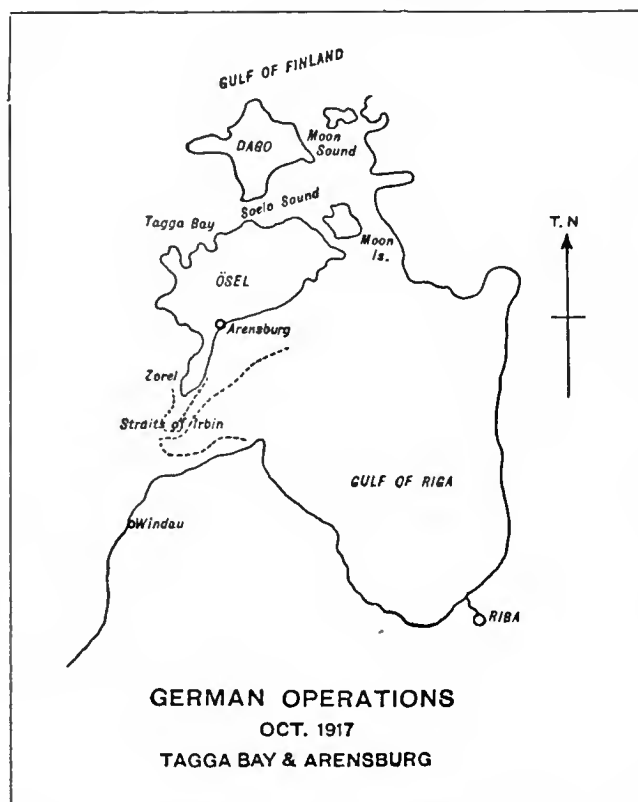 GULF OF FINLAND
DAGO
Moon
Sound
Soelo Sound
Tagga Bay
Moon
Is.
T. N
ÖSEL
Arensburg
Zorel
Straits of Irbin
GULF OF RIGA
Windau
RIBA
GERMAN OPERATIONS
OCT. 1917
TAGGA BAY & ARENSBURG